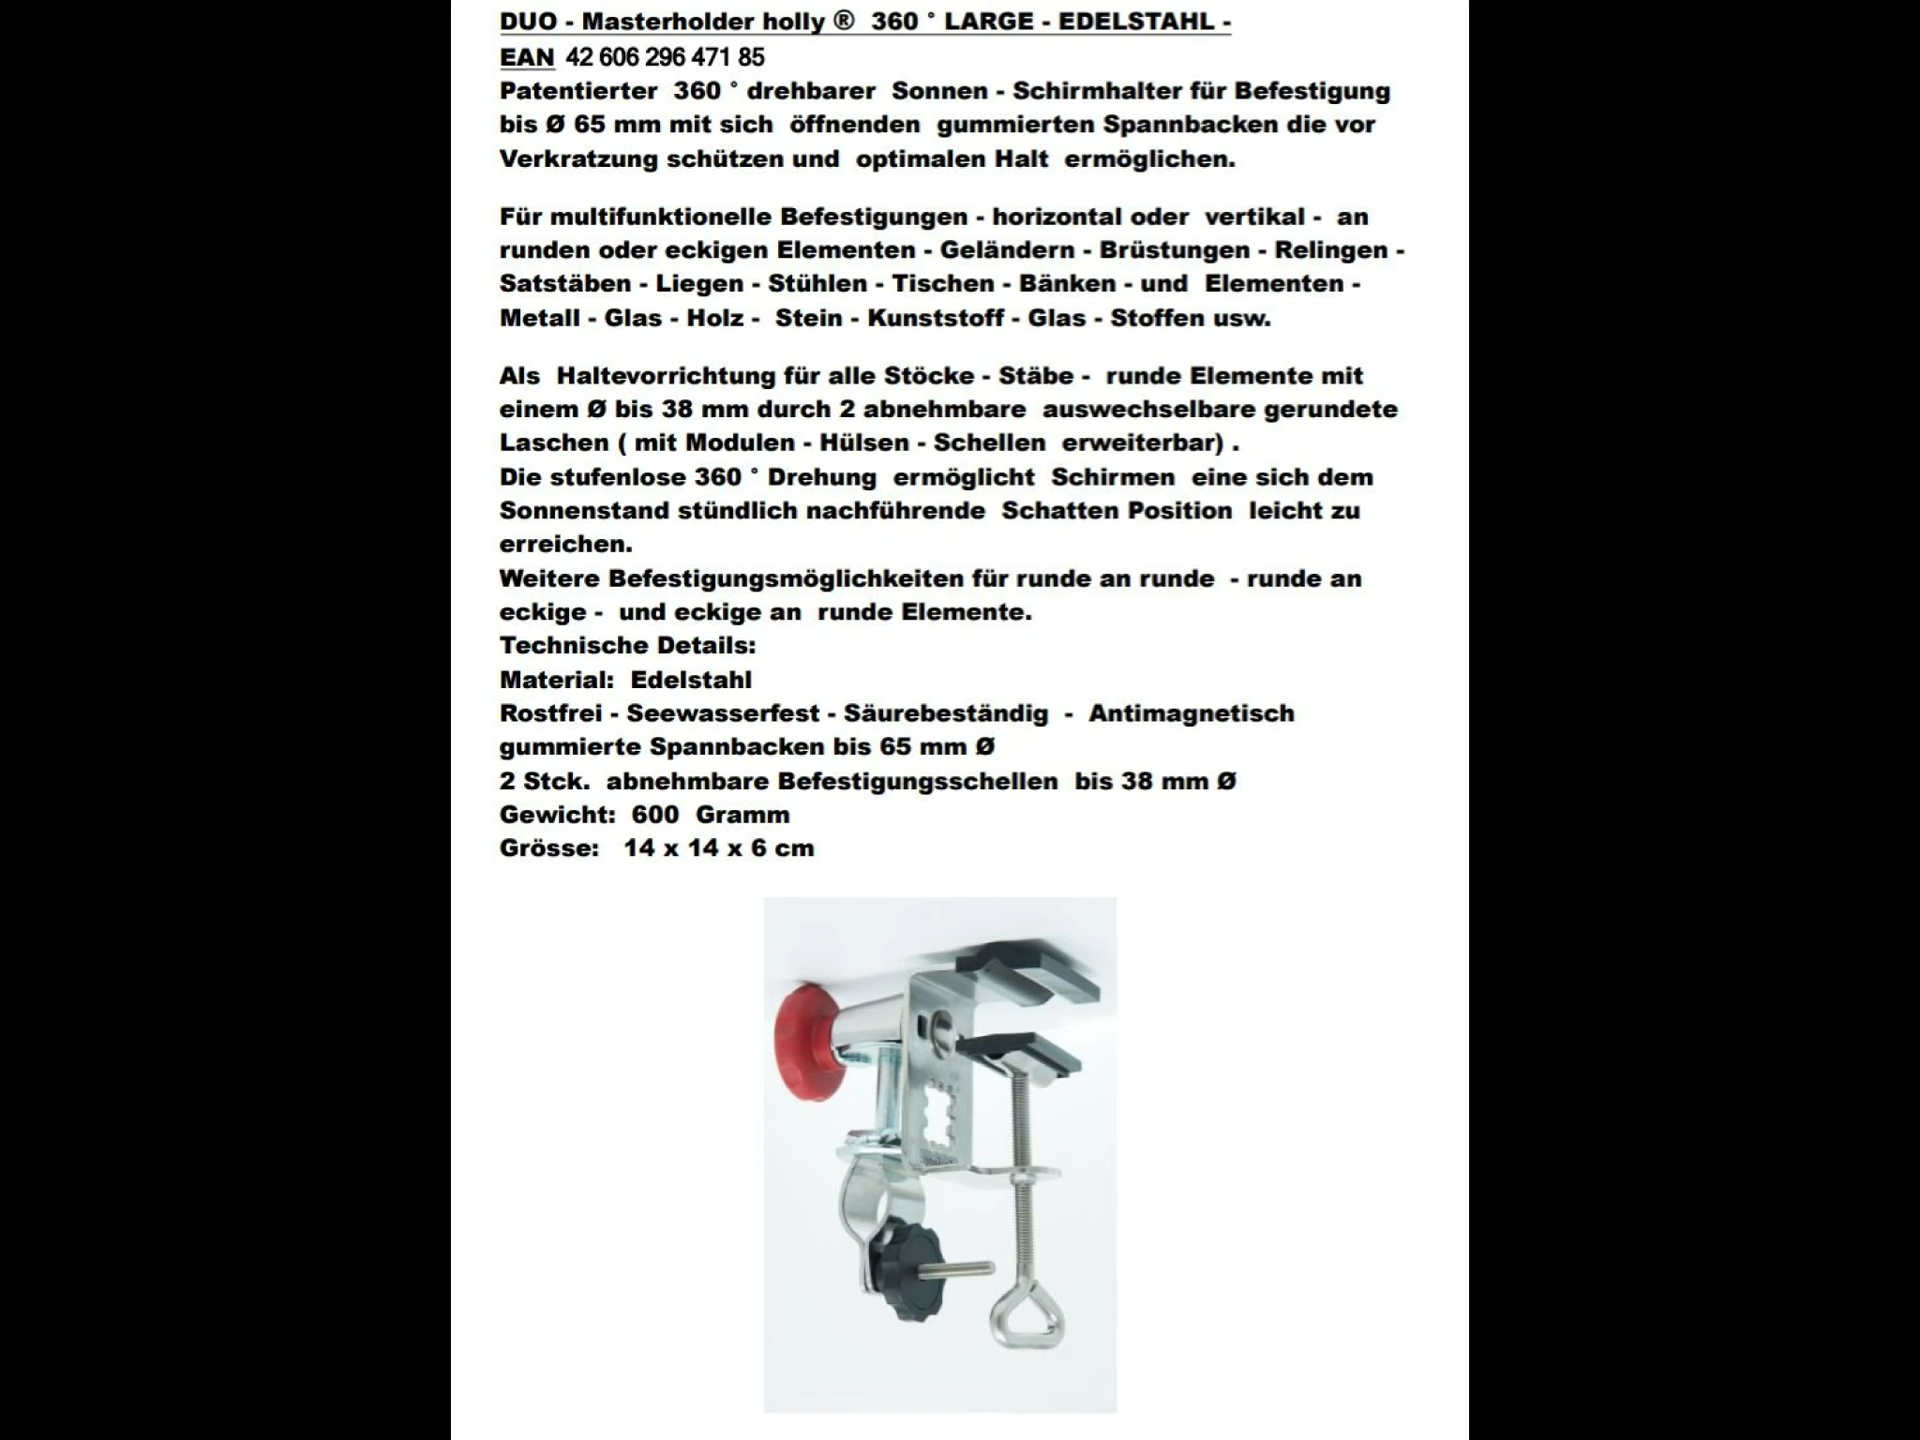 DUO - Masterholder holly ® 360 ° LARGE - EDELSTAHL -
EAN 42 606 296 471 85
Patentierter 360 ° drehbarer Sonnen - Schirmhalter für Befestigung
bis Ø 65 mm mit sich öffnenden gummierten Spannbacken die vor
Verkratzung schützen und optimalen Halt ermöglichen.
Für multifunktionelle Befestigungen - horizontal oder vertikal - an
runden oder eckigen Elementen - Geländern - Brüstungen - Relingen -
Satstäben - Liegen - Stühlen - Tischen - Bänken - und Elementen -
Metall - Glas - Holz - Stein - Kunststoff - Glas - Stoffen usw.
Als Haltevorrichtung für alle Stöcke - Stäbe - runde Elemente mit
einem Ø bis 38 mm durch 2 abnehmbare auswechselbare gerundete
Laschen ( mit Modulen - Hülsen - Schellen erweiterbar) .
Die stufenlose 360 ° Drehung ermöglicht Schirmen eine sich dem
Sonnenstand stündlich nachführende Schatten Position leicht zu
erreichen.
Weitere Befestigungsmöglichkeiten für runde an runde - runde an
eckige - und eckige an runde Elemente.
Technische Details:
Material: Edelstahl
Rostfrei - Seewasserfest - Säurebeständig - Antimagnetisch
gummierte Spannbacken bis 65 mm Ø
2 Stck. abnehmbare Befestigungsschellen bis 38 mm Ø
Gewicht: 600 Gramm
Grösse: 14 x 14 x 6 cm